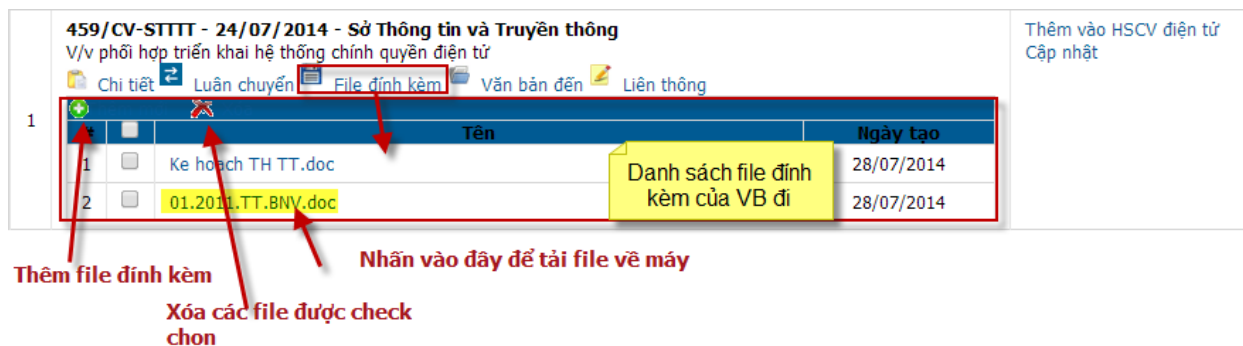 459/CV-STTTT - 24/07/2014 - Sở Thông tin và Truyền thông
V/v phối hợp triển khai hệ thống chính quyền điện tử
Chi tiết Luân chuyển File đính kèm Văn bản đến Liên thông
Thêm vào HSCV điện tử
Cập nhật
1
# Tên Ngày tạo
1 Ke hoach TH TT.doc 28/07/2014
2 01.2011.TT.BNV.doc 28/07/2014
Danh sách file đính
kèm của VB đi
Nhấn vào đây để tải file về máy
Thêm file đính kèm
Xóa các file được check
chon